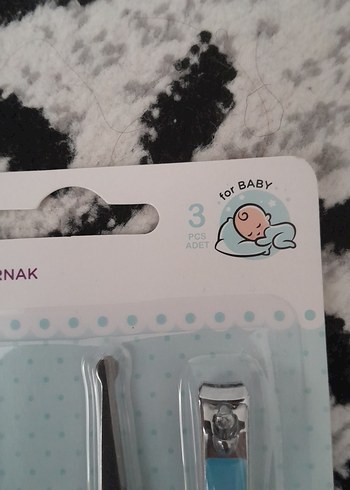 for BABY
3
PCS
ADET
RNAK